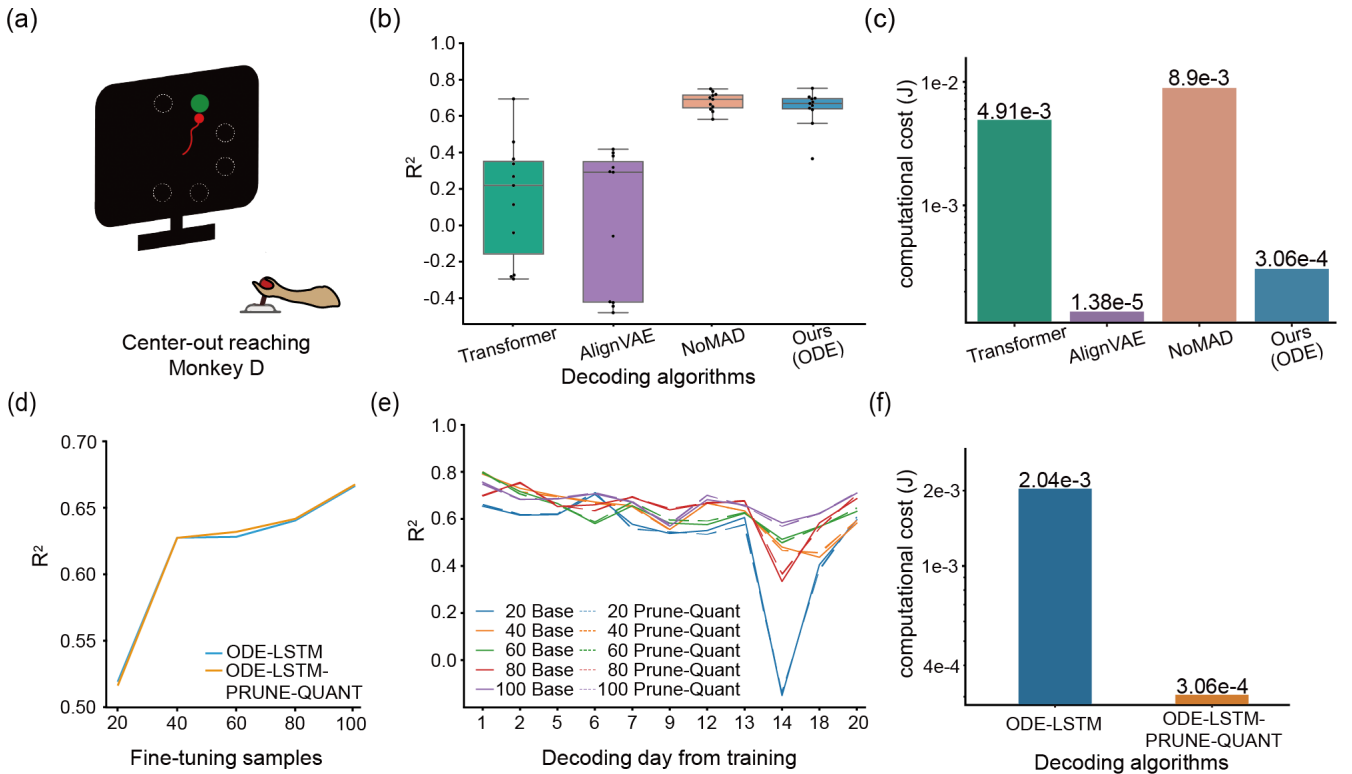 (a)
Center-out reaching
Monkey D
(b)
1.0
0.8
0.6
0.4
0.2
0.0
-0.2
-0.4
R²
Transformer
AlignVAE
NoMAD
Ours
(ODE)
Decoding algorithms
(c)
computational cost (J)
1e-2
1e-3
4.91e-3
1.38e-5
8.9e-3
3.06e-4
Transformer
AlignVAE
NoMAD
Ours
(ODE)
(d)
R²
0.70
0.65
0.60
0.55
0.50
ODE-LSTM
ODE-LSTM-
PRUNE-QUANT
20 40 60 80 100
Fine-tuning samples
(e)
R²
1.0
0.8
0.6
0.4
0.2
0.0
20 Base 20 Prune-Quant
40 Base 40 Prune-Quant
60 Base 60 Prune-Quant
80 Base 80 Prune-Quant
100 Base 100 Prune-Quant
1 2 5 6 7 9 12 13 14 18 20
Decoding day from training
(f)
computational cost (J)
2e-3
1e-3
4e-4
2.04e-3
3.06e-4
ODE-LSTM
ODE-LSTM-
PRUNE-QUANT
Decoding algorithms